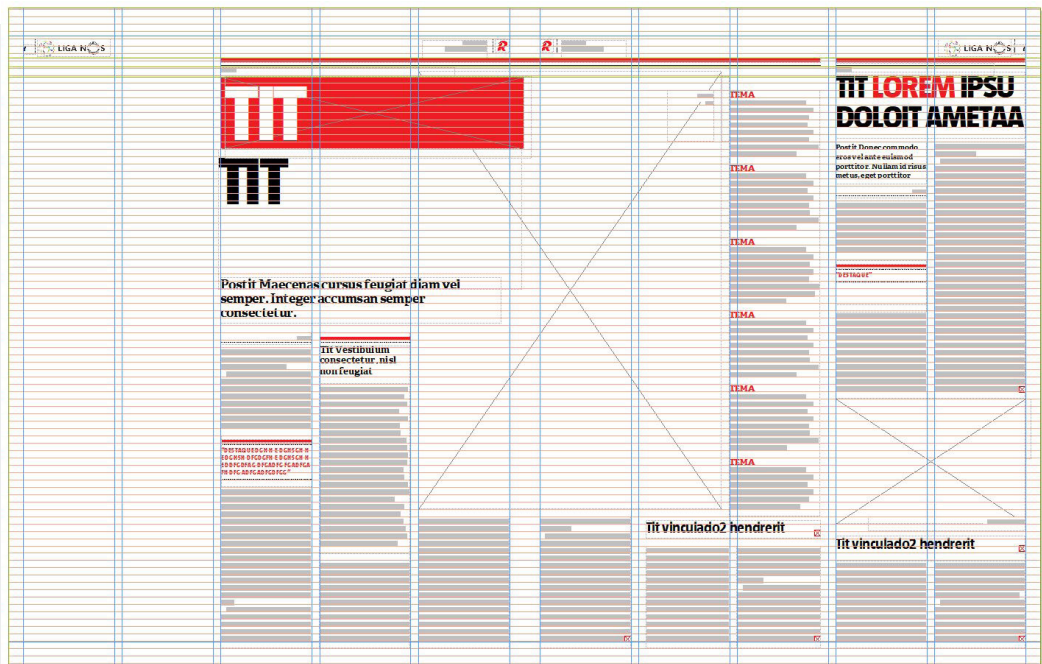 LIGA NOS
R
R
LIGA NOS
TIT
TIT
Postit Maecenas cursus feugiat diam vel
semper. Integer accumsan semper
consectetur.
Tit Vestibulum
consectetur, nisl
non feugiat
TEMA
TEMA
TEMA
TEMA
TEMA
TEMA
Tit vinculado2 hendrerit
TIT LOREM IPSU
DOLOIT AMETAA
Postit Donec commodo
eros vel ante euismod
porttitor. Nullam id risus
metus, eget porttitor
"DESTAQUE"
Tit vinculado2 hendrerit